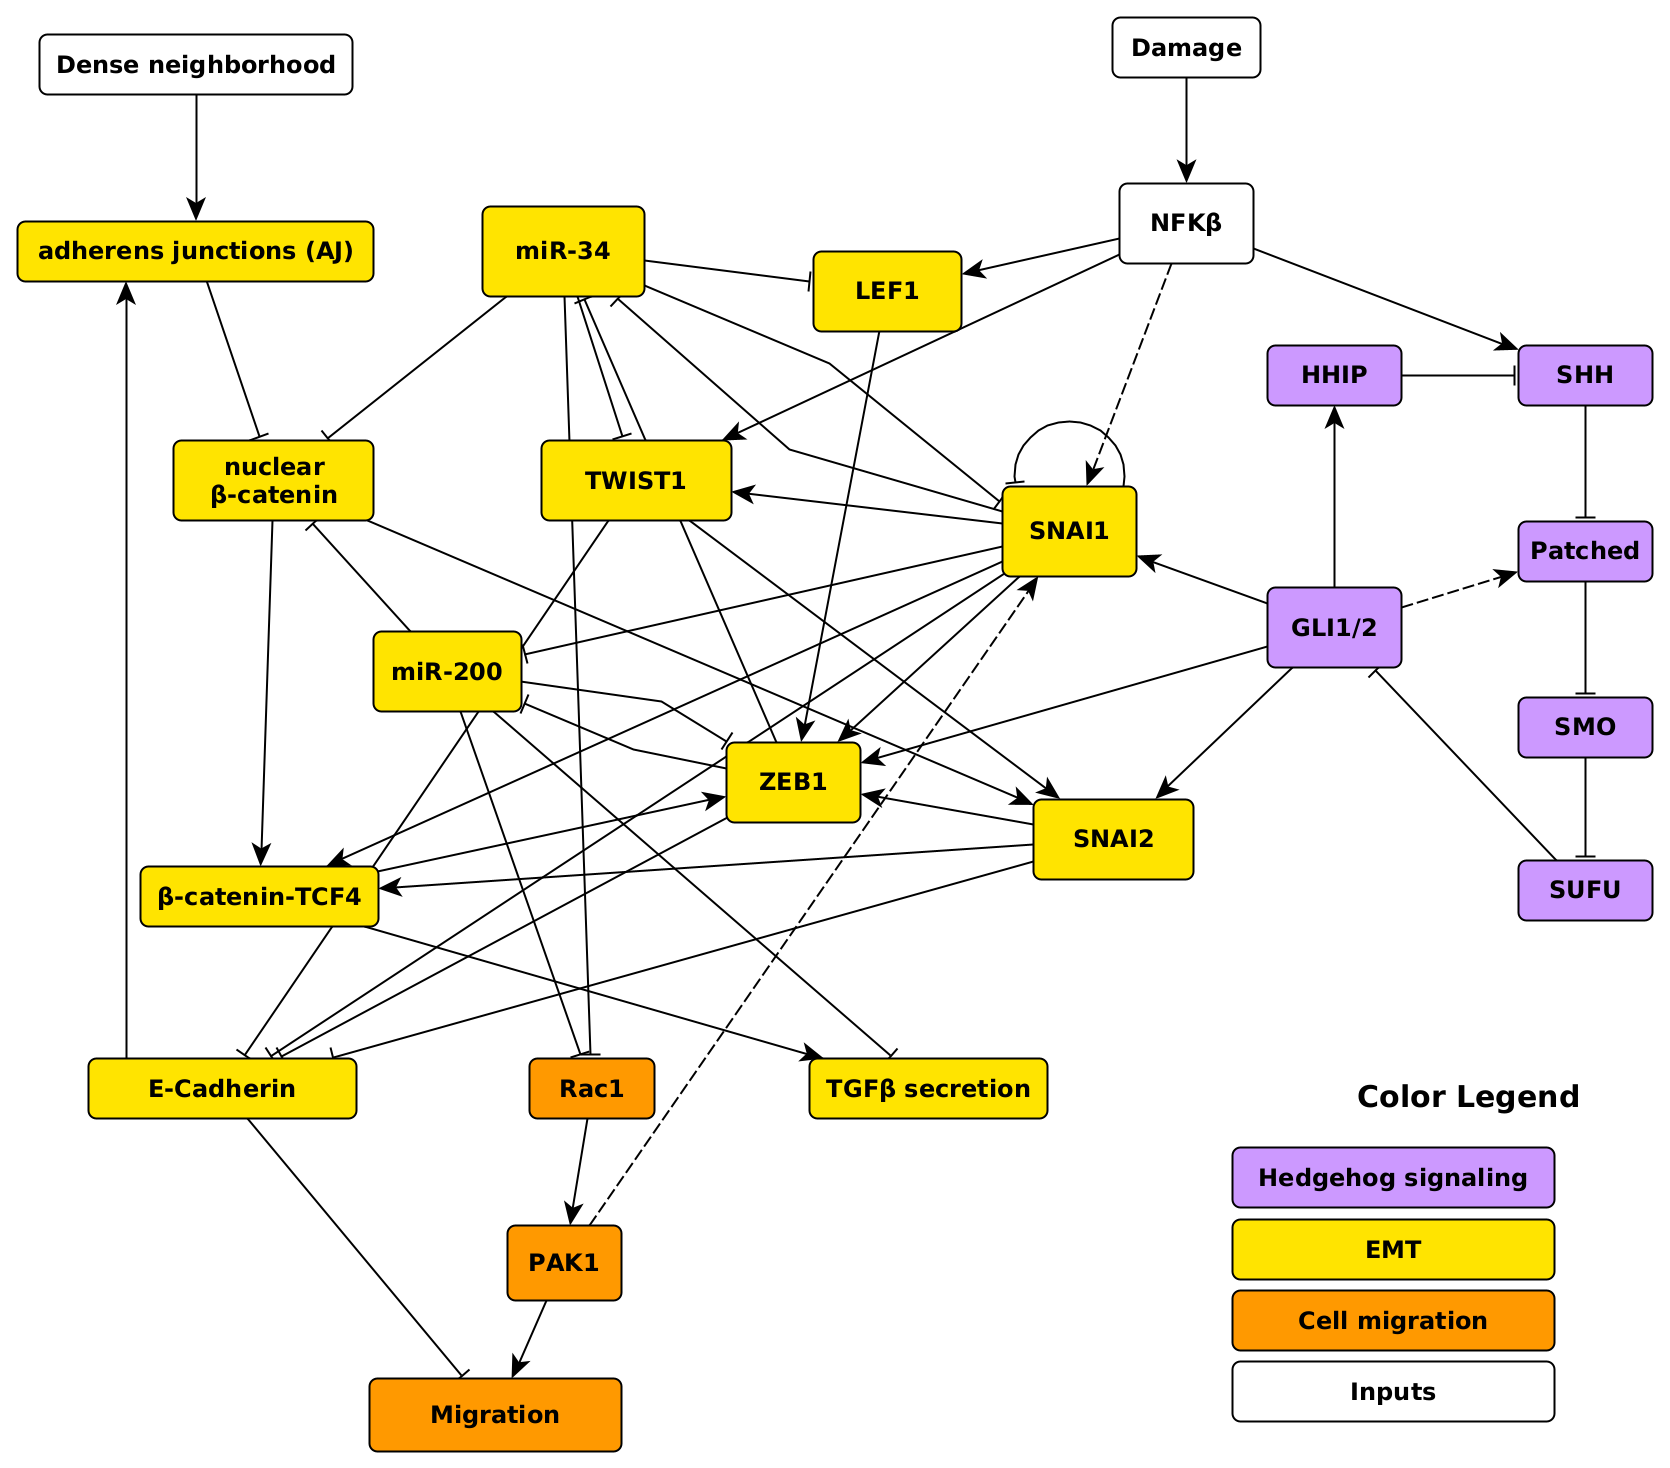 Dense neighborhood
Damage
adherens junctions (AJ)
miR-34
NFKβ
LEF1
HHIP
SHH
nuclear
β-catenin
TWIST1
SNAI1
Patched
GLI1/2
miR-200
SMO
ZEB1
SNAI2
β-catenin-TCF4
SUFU
E-Cadherin
Rac1
TGFβ secretion
Color Legend
Hedgehog signaling
EMT
PAK1
Cell migration
Inputs
Migration